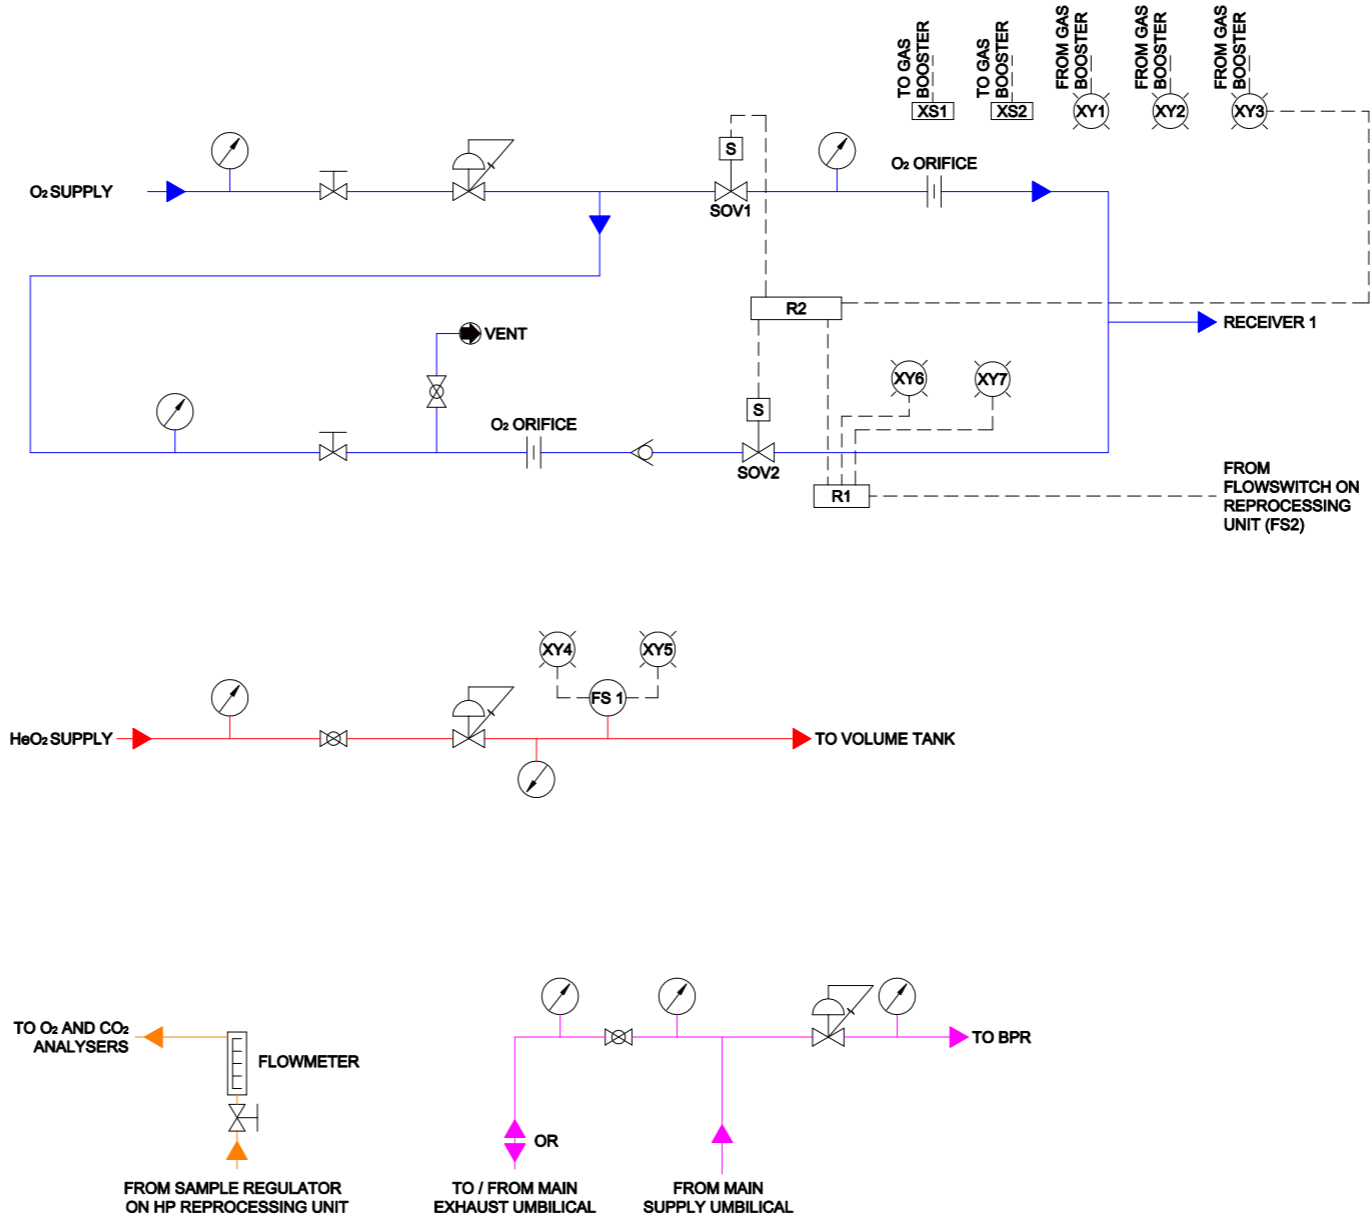 TO GAS
BOOSTER
TO GAS
BOOSTER
FROM GAS
BOOSTER
FROM GAS
BOOSTER
FROM GAS
BOOSTER
XS1
XS2
XY1
XY2
XY3
S
O₂ SUPPLY
O₂ ORIFICE
SOV1
R2
VENT
RECEIVER 1
XY6
XY7
S
O₂ ORIFICE
SOV2
R1
FROM
FLOWSWITCH ON
REPROCESSING
UNIT (FS2)
XY4
XY5
FS 1
HeO₂ SUPPLY
TO VOLUME TANK
TO O₂ AND CO₂
ANALYSERS
FLOWMETER
TO BPR
OR
FROM SAMPLE REGULATOR
ON HP REPROCESSING UNIT
TO / FROM MAIN
EXHAUST UMBILICAL
FROM MAIN
SUPPLY UMBILICAL